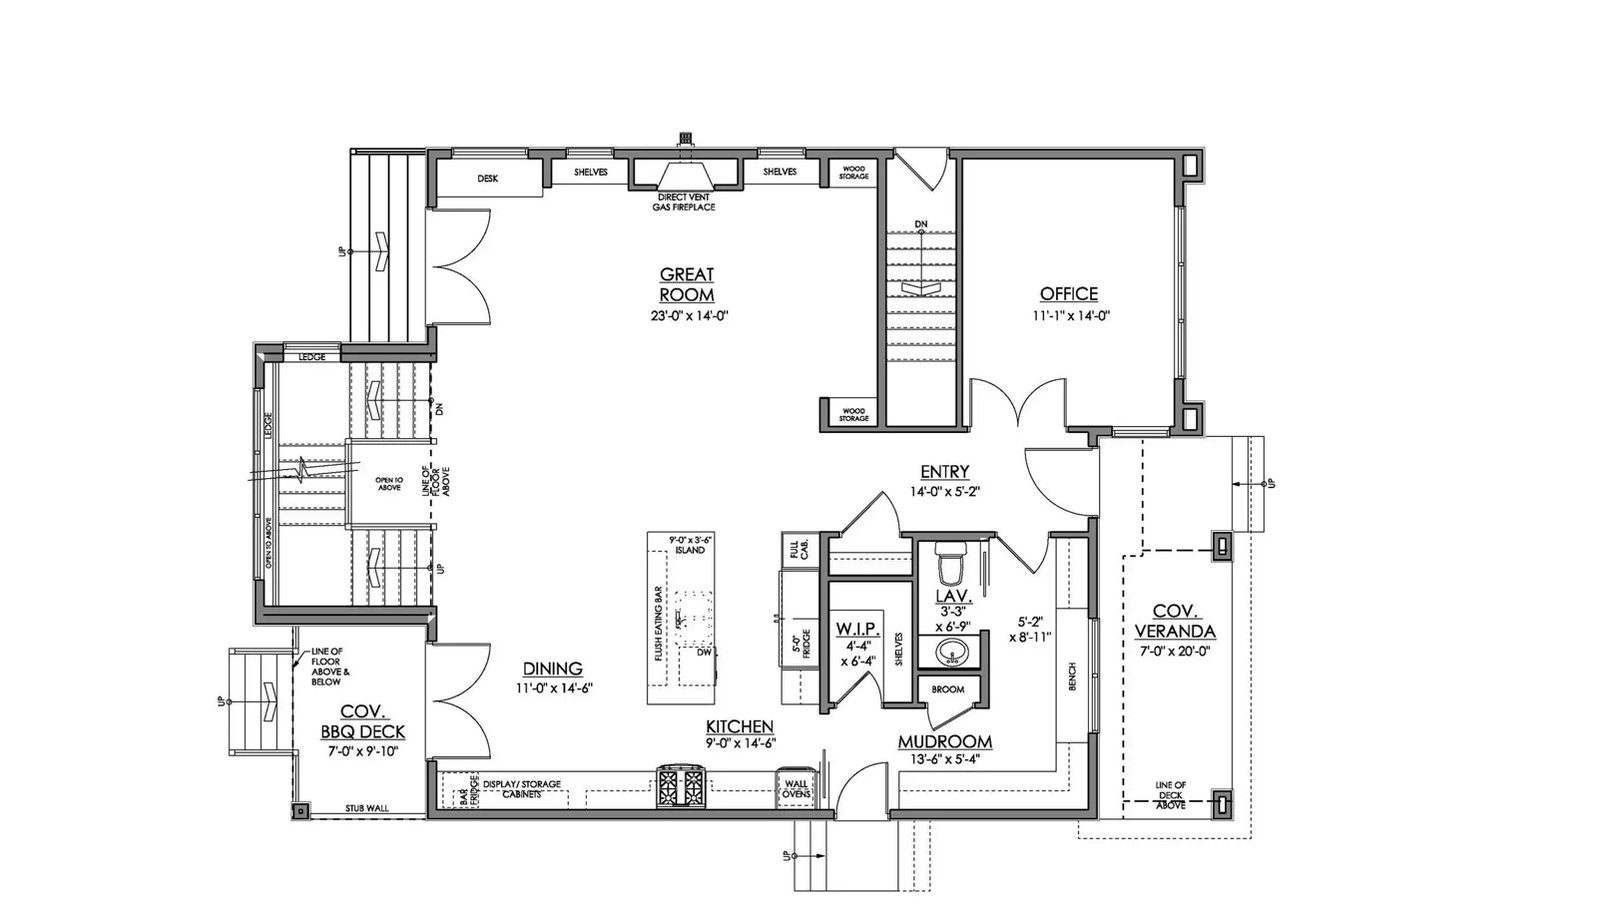 DESK
SHELVES
DIRECT VENT
GAS FIREPLACE
SHELVES
WOOD
STORAGE
DN
UP
GREAT
ROOM
23'-0" x 14'-0"
OFFICE
11'-1" x 14'-0"
LEDGE
LEDGE
DN
WOOD
STORAGE
OPEN TO
ABOVE
LINE OF
FLOOR
ABOVE
OPEN TO ABOVE
UP
ENTRY
14'-0" x 5'-2"
UP
9'-0" x 3'-6"
ISLAND
FLUSH EATING BAR
DW
FULL
CAB.
5'-0"
FRIDGE
LAV.
3'-3"
x 6'-9"
W.I.P.
4'-4"
x 6'-4"
SHELVES
5'-2"
x 8'-11"
BENCH
BROOM
COV.
VERANDA
7'-0" x 20'-0"
LINE OF
FLOOR
ABOVE &
BELOW
UP
COV.
BBQ DECK
7'-0" x 9'-10"
DINING
11'-0" x 14'-6"
KITCHEN
9'-0" x 14'-6"
MUDROOM
13'-6" x 5'-4"
BAR
FRIDGE
DISPLAY/ STORAGE
CABINETS
WALL
OVENS
LINE OF
DECK
ABOVE
STUB WALL
UP